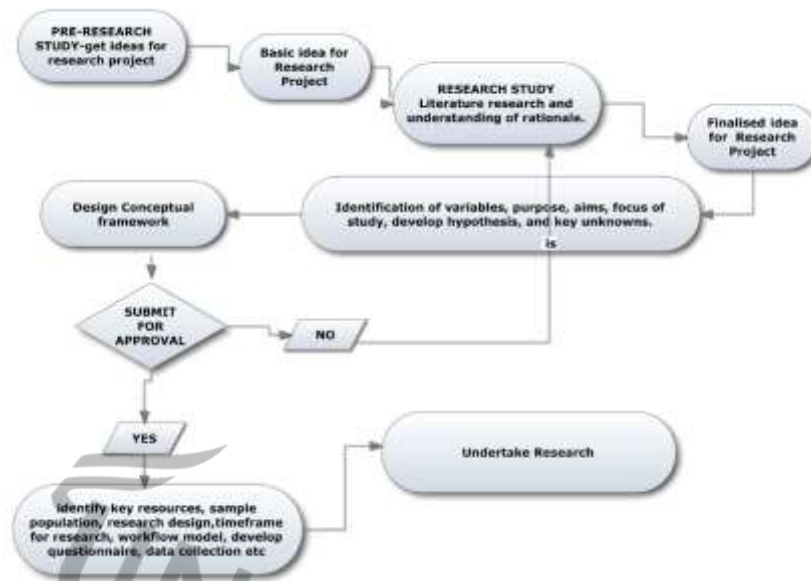 PRE-RESEARCH
STUDY-get ideas for
research project
Basic idea for
Research
Project
RESEARCH STUDY
Literature research and
understanding of rationale.
Finalised idea
for Research
Project
Identification of variables, purpose, aims, focus of
study, develop hypothesis, and key unknowns.
is
Design Conceptual
framework
SUBMIT
FOR
APPROVAL
NO
YES
Identify key resources, sample
population, research design,timeframe
for research, workflow model, develop
questionnaire, data collection etc
Undertake Research